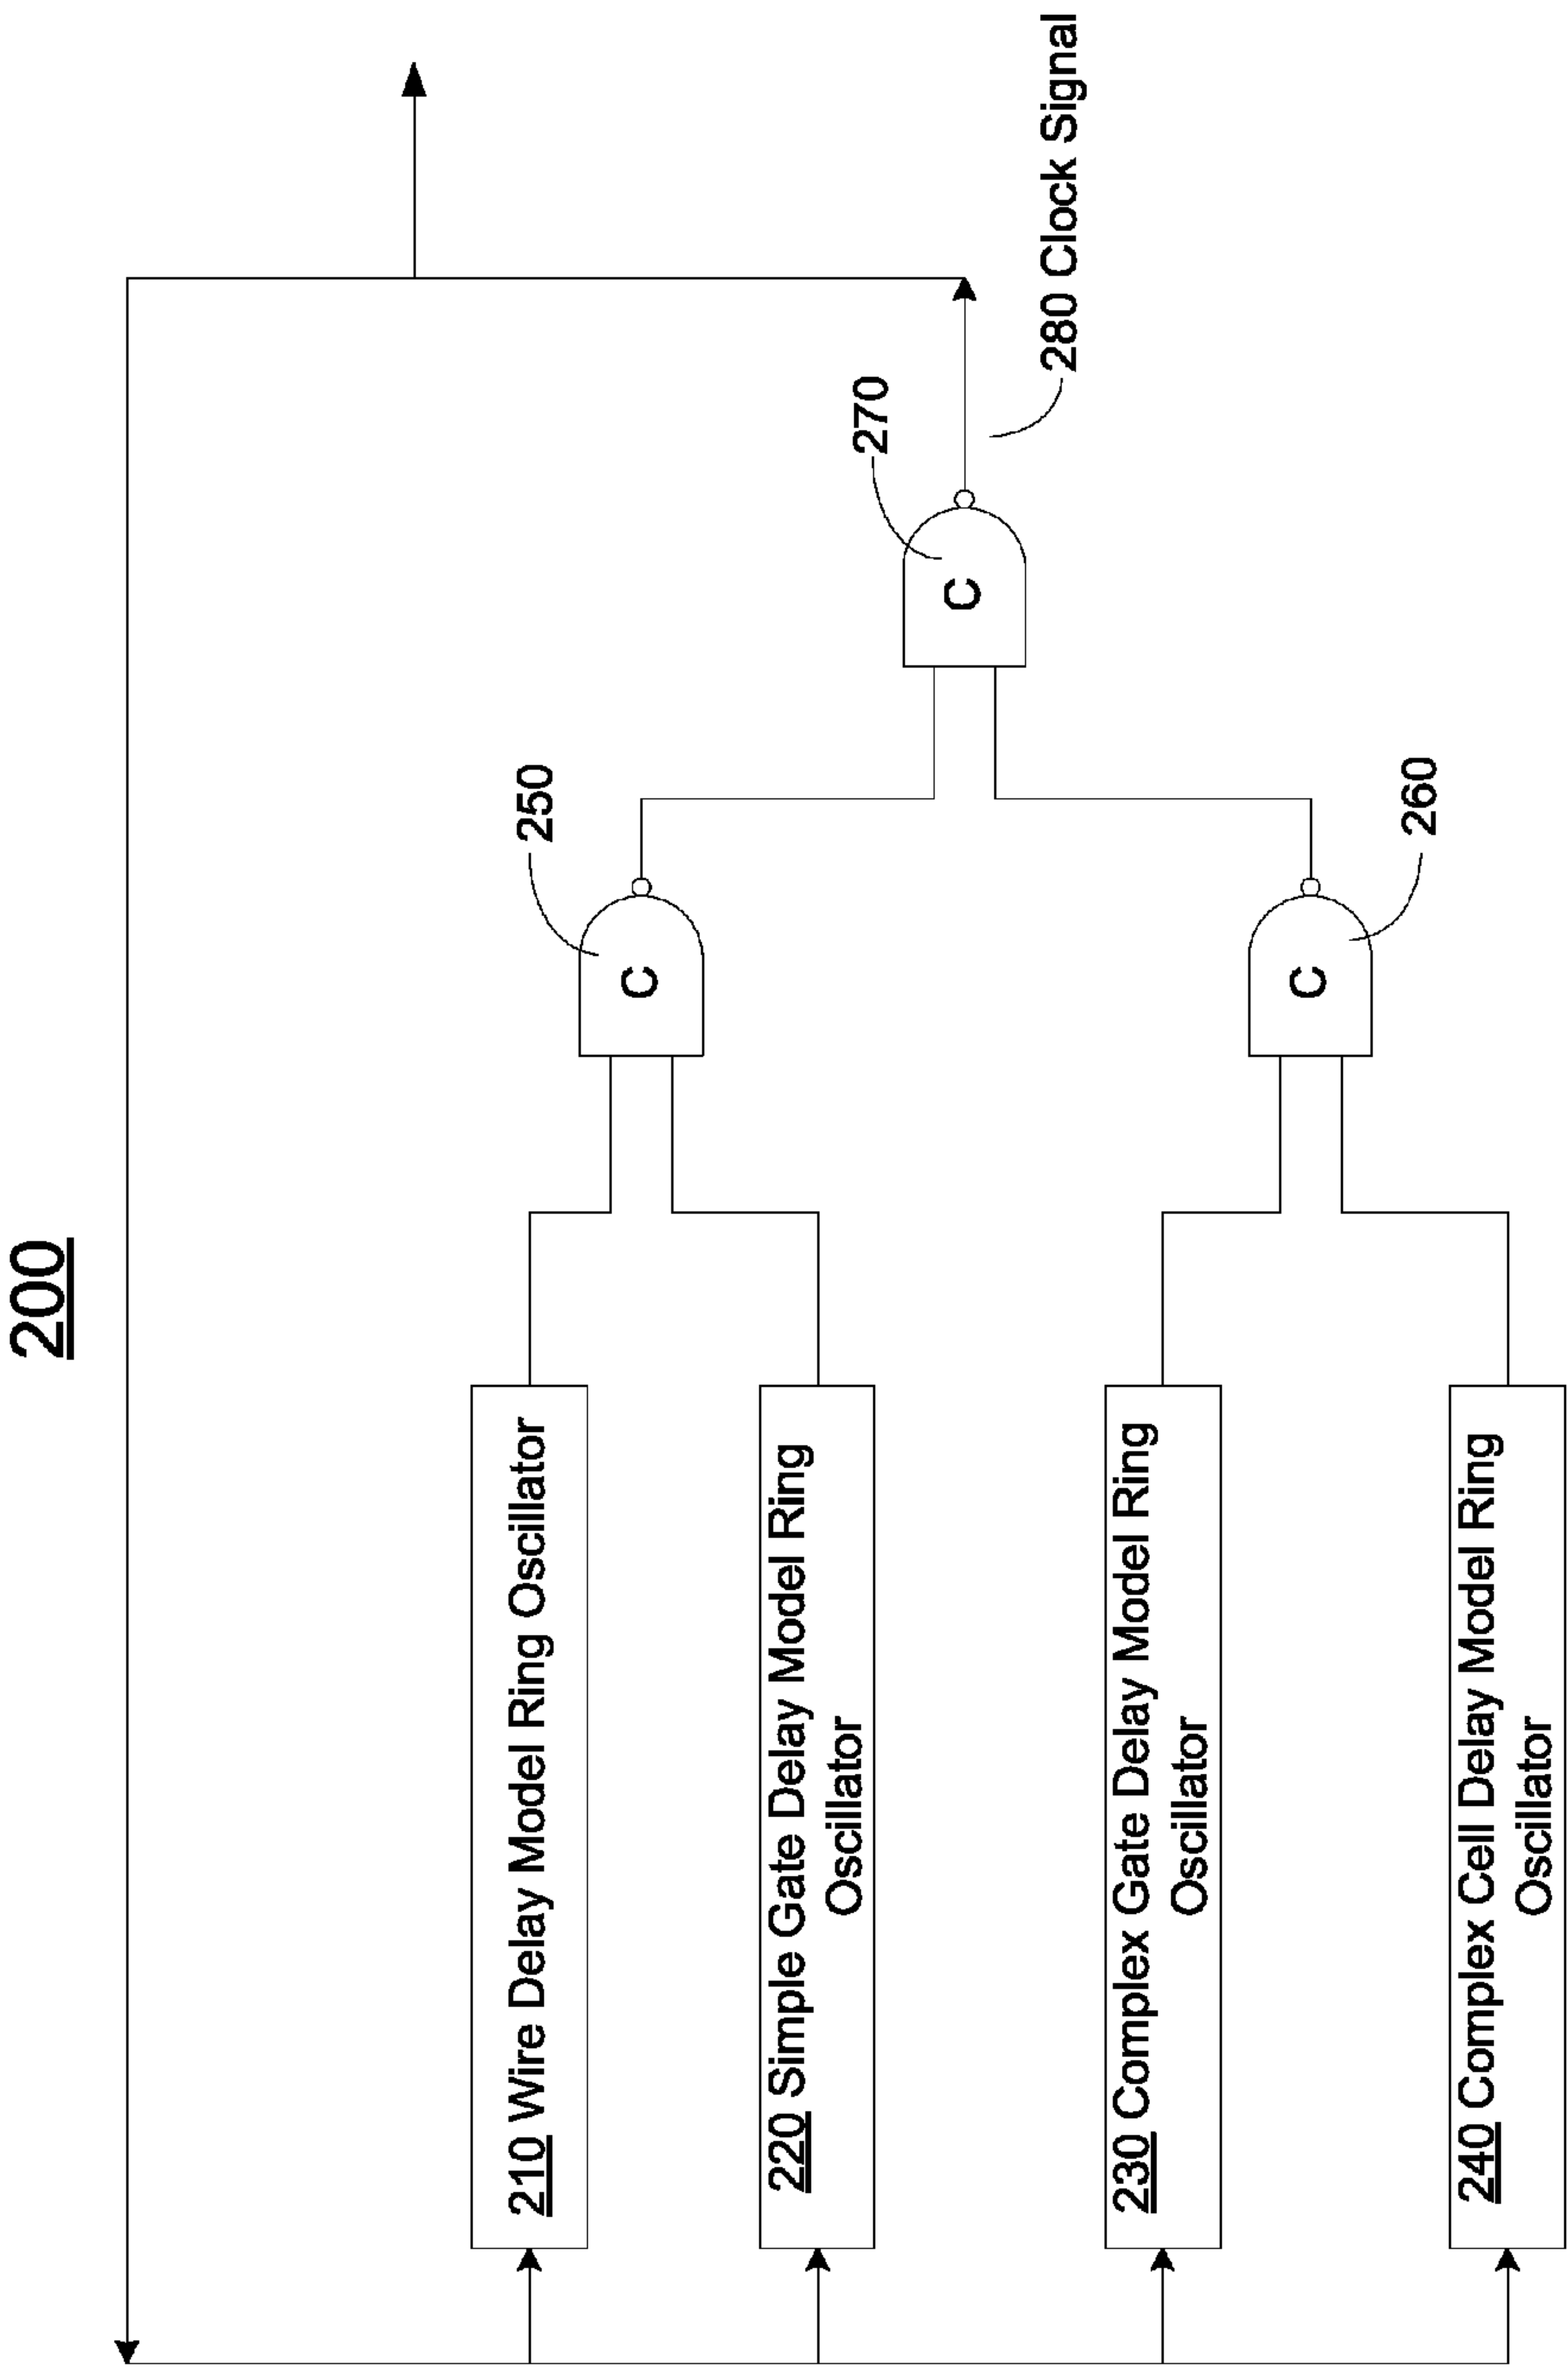 200
210 Wire Delay Model Ring Oscillator
220 Simple Gate Delay Model Ring
Oscillator
230 Complex Gate Delay Model Ring
Oscillator
240 Complex Cell Delay Model Ring
Oscillator
C
250
C
260
C
270
280 Clock Signal